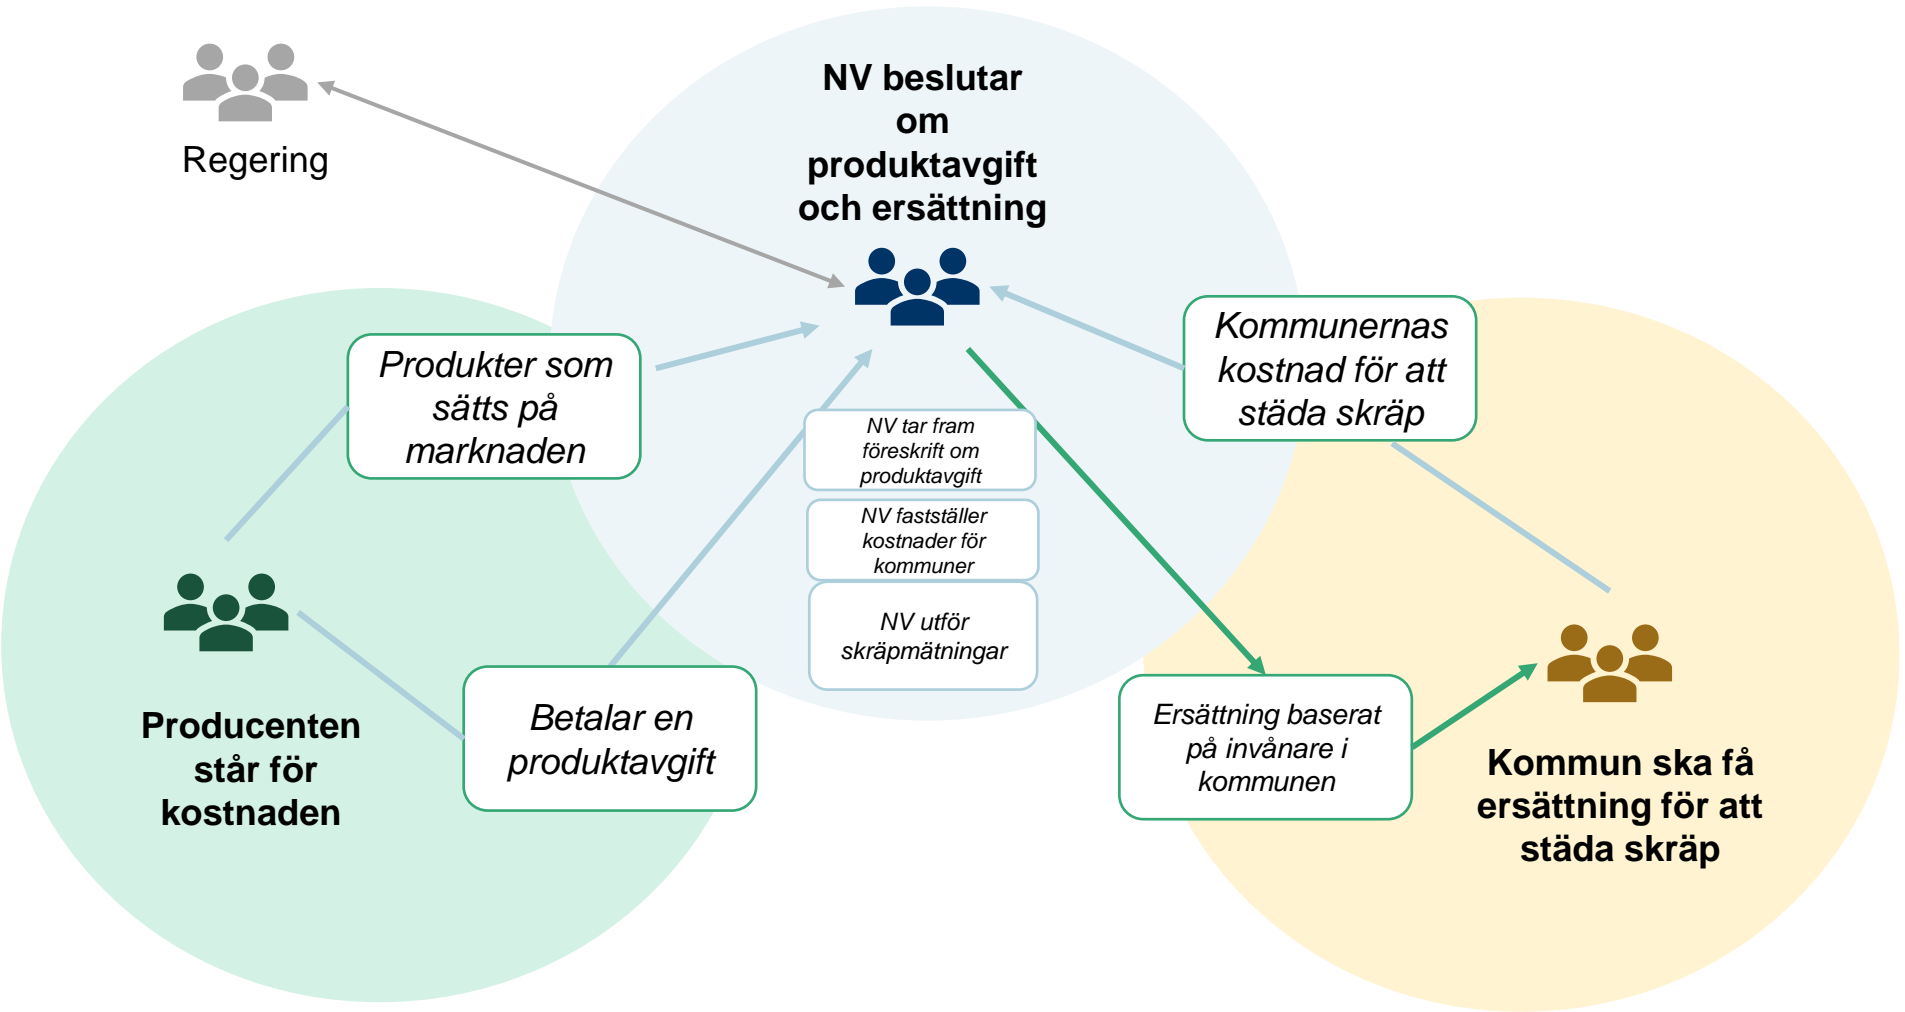 Regering
NV beslutar
om
produktavgift
och ersättning
Produkter som
sätts på
marknaden
Kommunernas
kostnad för att
städa skräp
NV tar fram
föreskrift om
produktavgift
NV fastställer
kostnader för
kommuner
NV utför
skräpmätningar
Producenten
står för
kostnaden
Betalar en
produktavgift
Ersättning baserat
på invånare i
kommunen
Kommun ska få
ersättning för att
städa skräp